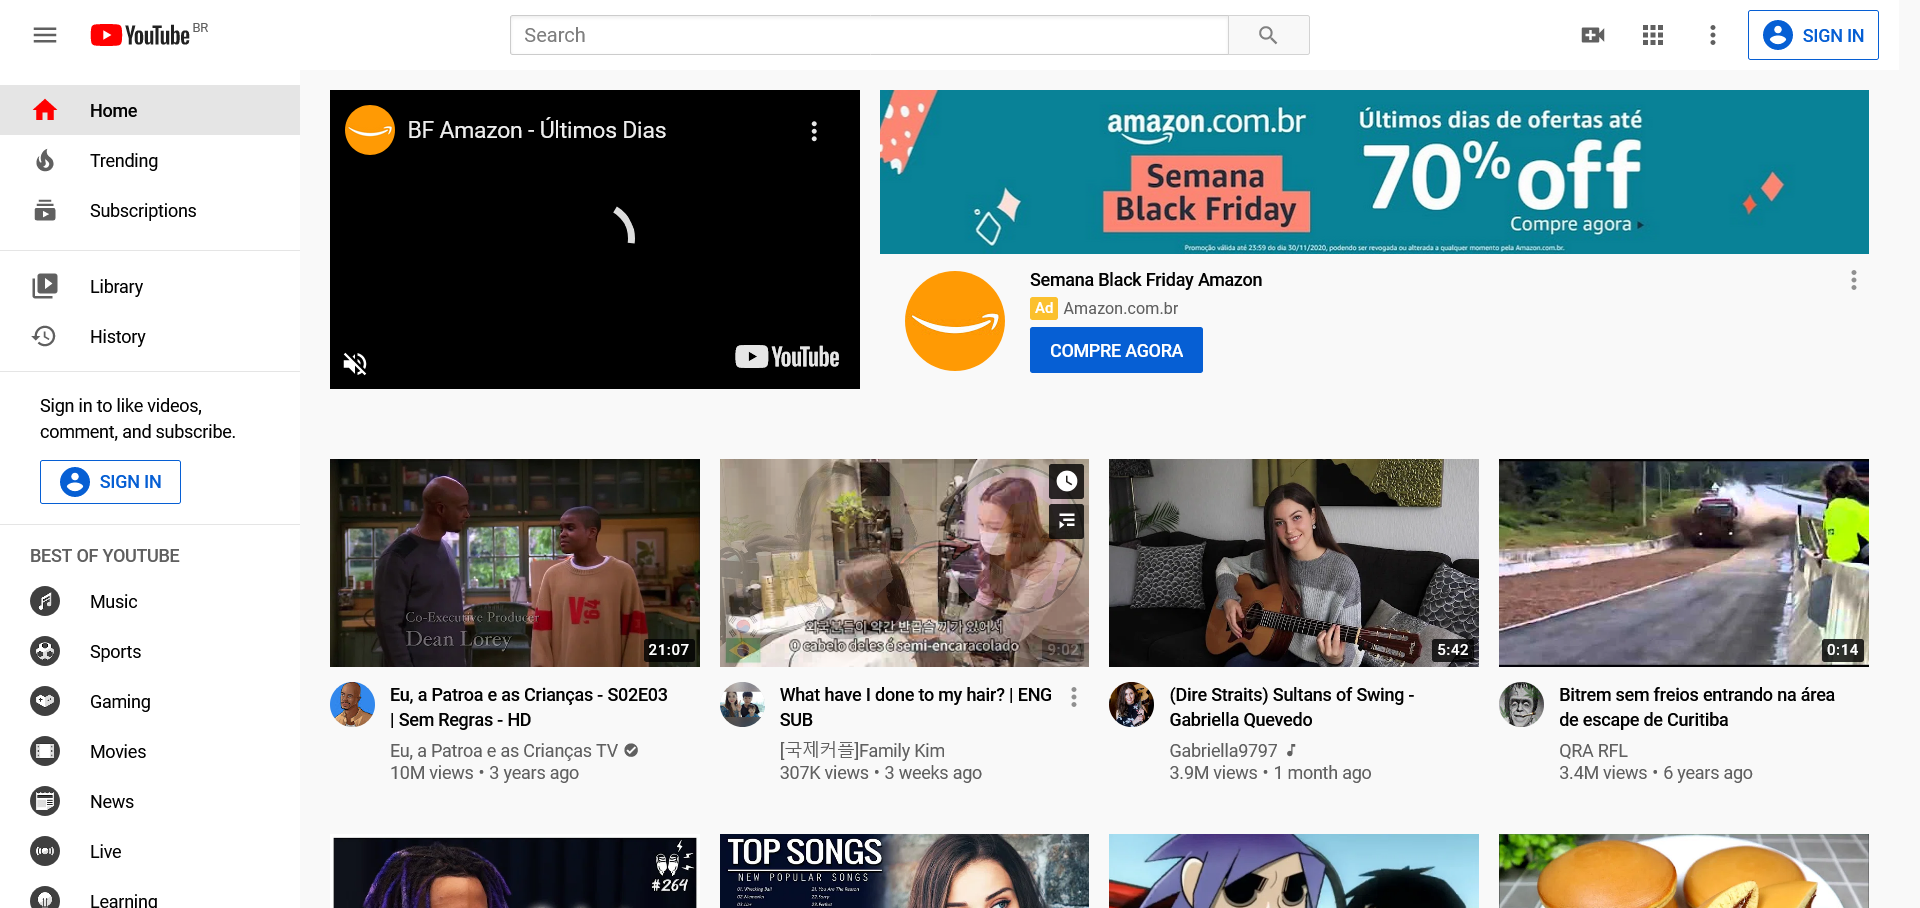 YouTube BR
Search
SIGN IN
Home
Trending
Subscriptions
Library
History
Sign in to like videos,
comment, and subscribe.
SIGN IN
BEST OF YOUTUBE
Music
Sports
Gaming
Movies
News
Live
Learning
BF Amazon - Últimos Dias
YouTube
amazon.com.br
Semana
Black Friday
Últimos dias de ofertas até
70% off
Compre agora
Promoção válida até 23:59 do dia 30/11/2020, podendo ser revogada ou alterada a qualquer momento pela Amazon.com.br.
Semana Black Friday Amazon
Ad Amazon.com.br
COMPRE AGORA
Co-Executive Producer
Dean Lorey
21:07
Eu, a Patroa e as Crianças - S02E03
| Sem Regras - HD
Eu, a Patroa e as Crianças TV
10M views • 3 years ago
외국분들이 약간 반곱슬 끼가 있어서
O cabelo deles é semi-encaracolado
9:02
What have I done to my hair? | ENG
SUB
[국제커플]Family Kim
307K views • 3 weeks ago
5:42
(Dire Straits) Sultans of Swing -
Gabriella Quevedo
Gabriella9797
3.9M views • 1 month ago
0:14
Bitrem sem freios entrando na área
de escape de Curitiba
QRA RFL
3.4M views • 6 years ago
#264
TOP SONGS
NEW POPULAR SONGS
01. Wrecking Ball
21. You Are The Reason